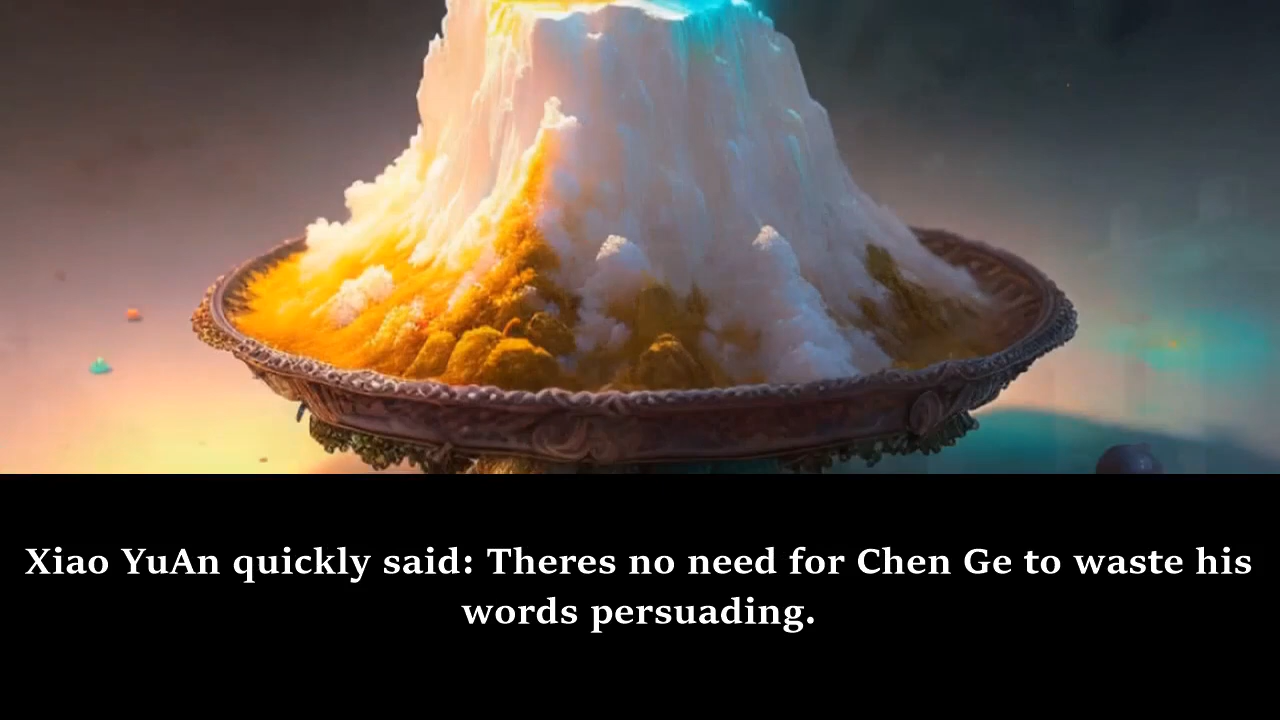 Xiao YuAn quickly said: Theres no need for Chen Ge to waste his
words persuading.